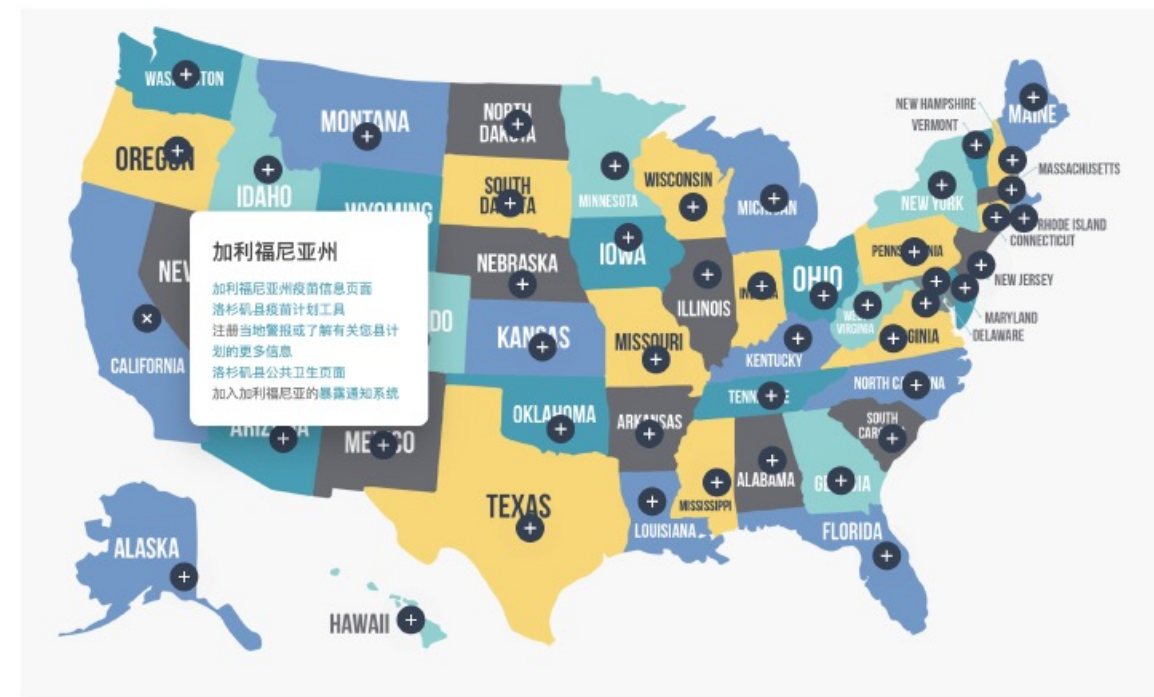 NEW HAMPSHIRE
MAINE
VERMONT
WASHINGTON
MONTANA
NORTH
DAKOTA
OREGON
MASSACHUSETTS
IDAHO
SOUTH
DAKOTA
MINNESOTA
WISCONSIN
MICHIGAN
NEW YORK
WYOMING
RHODE ISLAND
CONNECTICUT
加利福尼亚州
加利福尼亚州疫苗信息页面
洛杉矶县疫苗计划工具
注册当地警报或了解有关您县计
划的更多信息
洛杉矶县公共卫生页面
加入加利福尼亚的暴露通知系统
NEBRASKA
IOWA
PENNSYLVANIA
OHIO
INDIANA
ILLINOIS
NEW JERSEY
MARYLAND
DELAWARE
WEST
VIRGINIA
VIRGINIA
KANSAS
MISSOURI
KENTUCKY
CALIFORNIA
NORTH CAROLINA
TENNESSEE
OKLAHOMA
ARKANSAS
SOUTH
CAROLINA
ARIZONA
MEXICO
TEXAS
MISSISSIPPI
ALABAMA
GEORGIA
LOUISIANA
FLORIDA
ALASKA
HAWAII